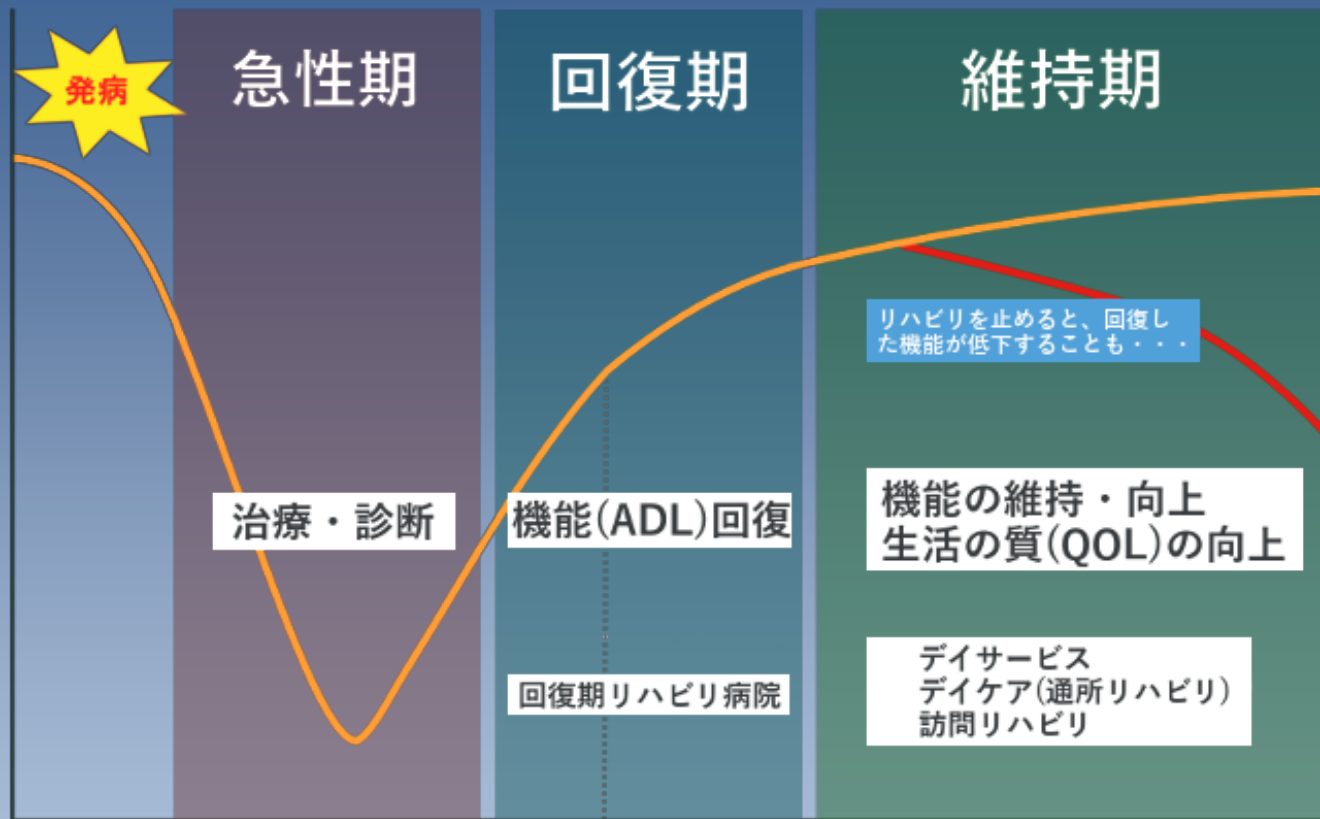 発病
急性期
回復期
維持期
リハビリを止めると、回復し
た機能が低下することも・・・
治療・診断
機能(ADL)回復
機能の維持・向上
生活の質(QOL)の向上
回復期リハビリ病院
デイサービス
デイケア(通所リハビリ)
訪問リハビリ